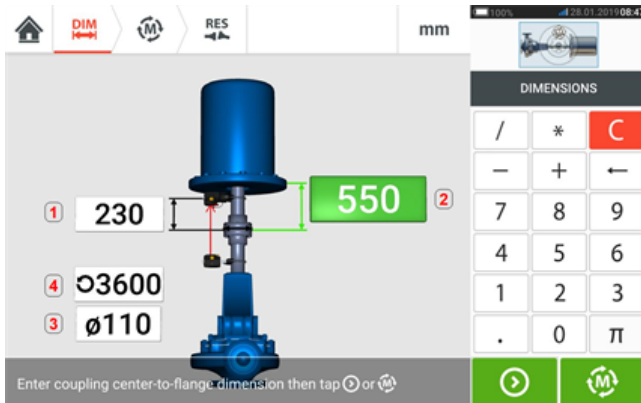 DIM
M
RES
mm
100%
28.01.2019 08:47
DIMENSIONS
1
230
550
2
4
3600
3
ø110
/ * C
− + ←
7 8 9
4 5 6
1 2 3
. 0 π
M
Enter coupling center-to-flange dimension then tap or M